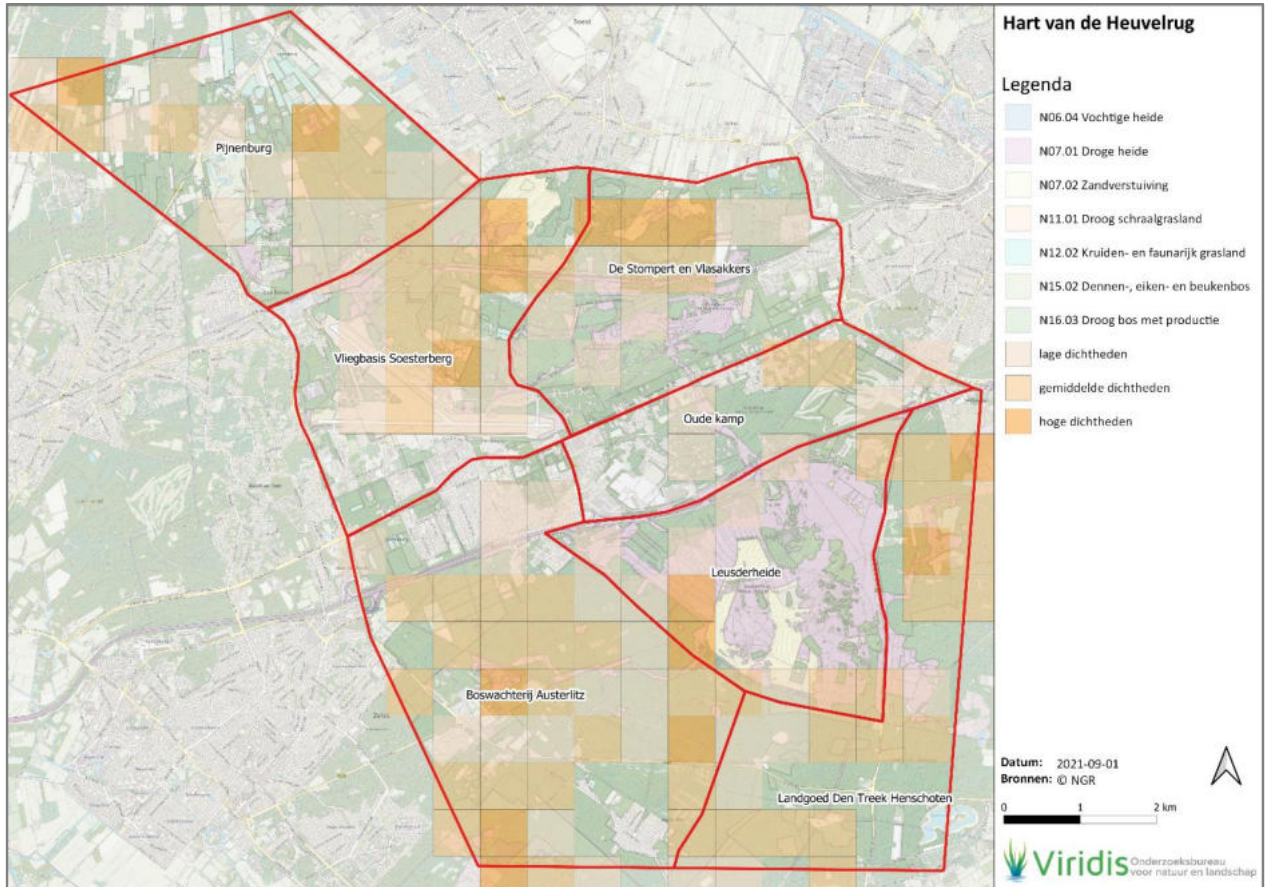 Hart van de Heuvelrug
Legenda
N06.04 Vochtige heide
N07.01 Droge heide
N07.02 Zandverstuiving
N11.01 Droog schraalgrasland
N12.02 Kruiden- en faunarijk grasland
N15.02 Dennen-, eiken- en beukenbos
N16.03 Droog bos met productie
lage dichtheden
gemiddelde dichtheden
hoge dichtheden
Pijnenburg
De Stompert en Vlasakkers
Vliegbasis Soesterberg
Oude kamp
Leusderheide
Boswachterij Austerlitz
Landgoed Den Treek Henschoten
Soest
Zeist
Datum: 2021-09-01
Bronnen: © NGR
0 1 2 km
Viridis Onderzoeksbureau
voor natuur en landschap